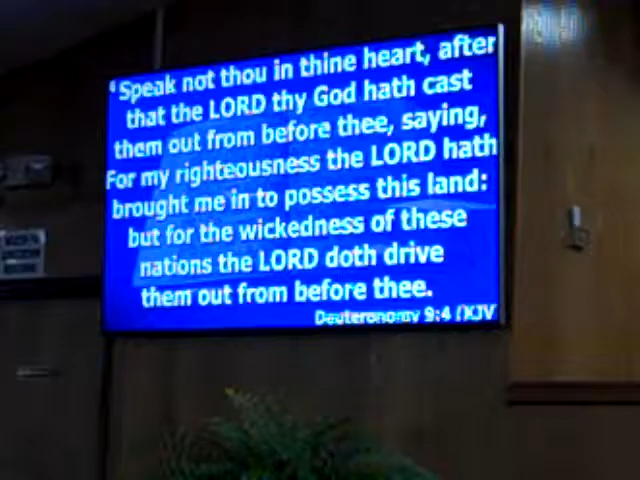 4 Speak not thou in thine heart, after
that the LORD thy God hath cast
them out from before thee, saying,
For my righteousness the LORD hath
brought me in to possess this land:
but for the wickedness of these
nations the LORD doth drive
them out from before thee.
Deuteronomy 9:4 (KJV